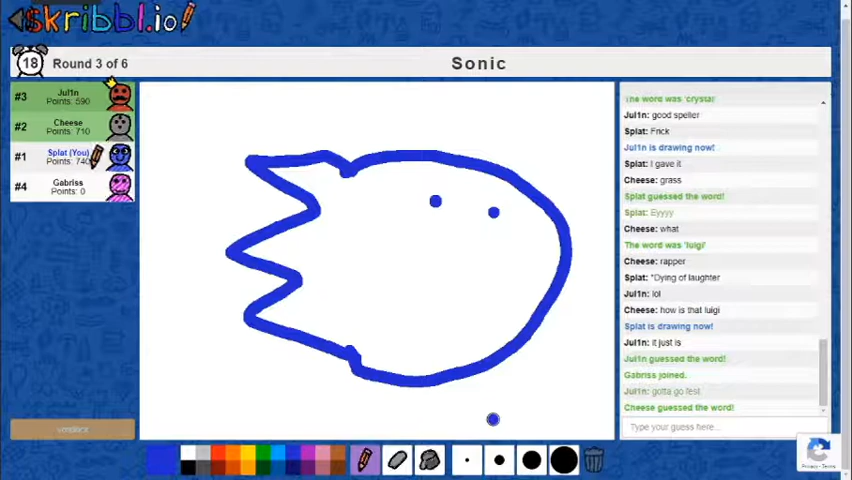 skribbl.io
18
Round 3 of 6
Sonic
#3
Jul1n
Points: 590
#2
Cheese
Points: 710
#1
Splat (You)
Points: 740
#4
Gabriss
Points: 0
The word was 'crystal'
Jul1n: good speller
Splat: Frick
Jul1n is drawing now!
Splat: I gave it
Cheese: grass
Splat guessed the word!
Splat: Eyyyy
Cheese: what
The word was 'luigi'
Cheese: rapper
Splat: *Dying of laughter
Jul1n: lol
Cheese: how is that luigi
Splat is drawing now!
Jul1n: it just is
Jul1n guessed the word!
Gabriss joined.
Jul1n: gotta go fest
Cheese guessed the word!
Type your guess here...
Privacy - Terms